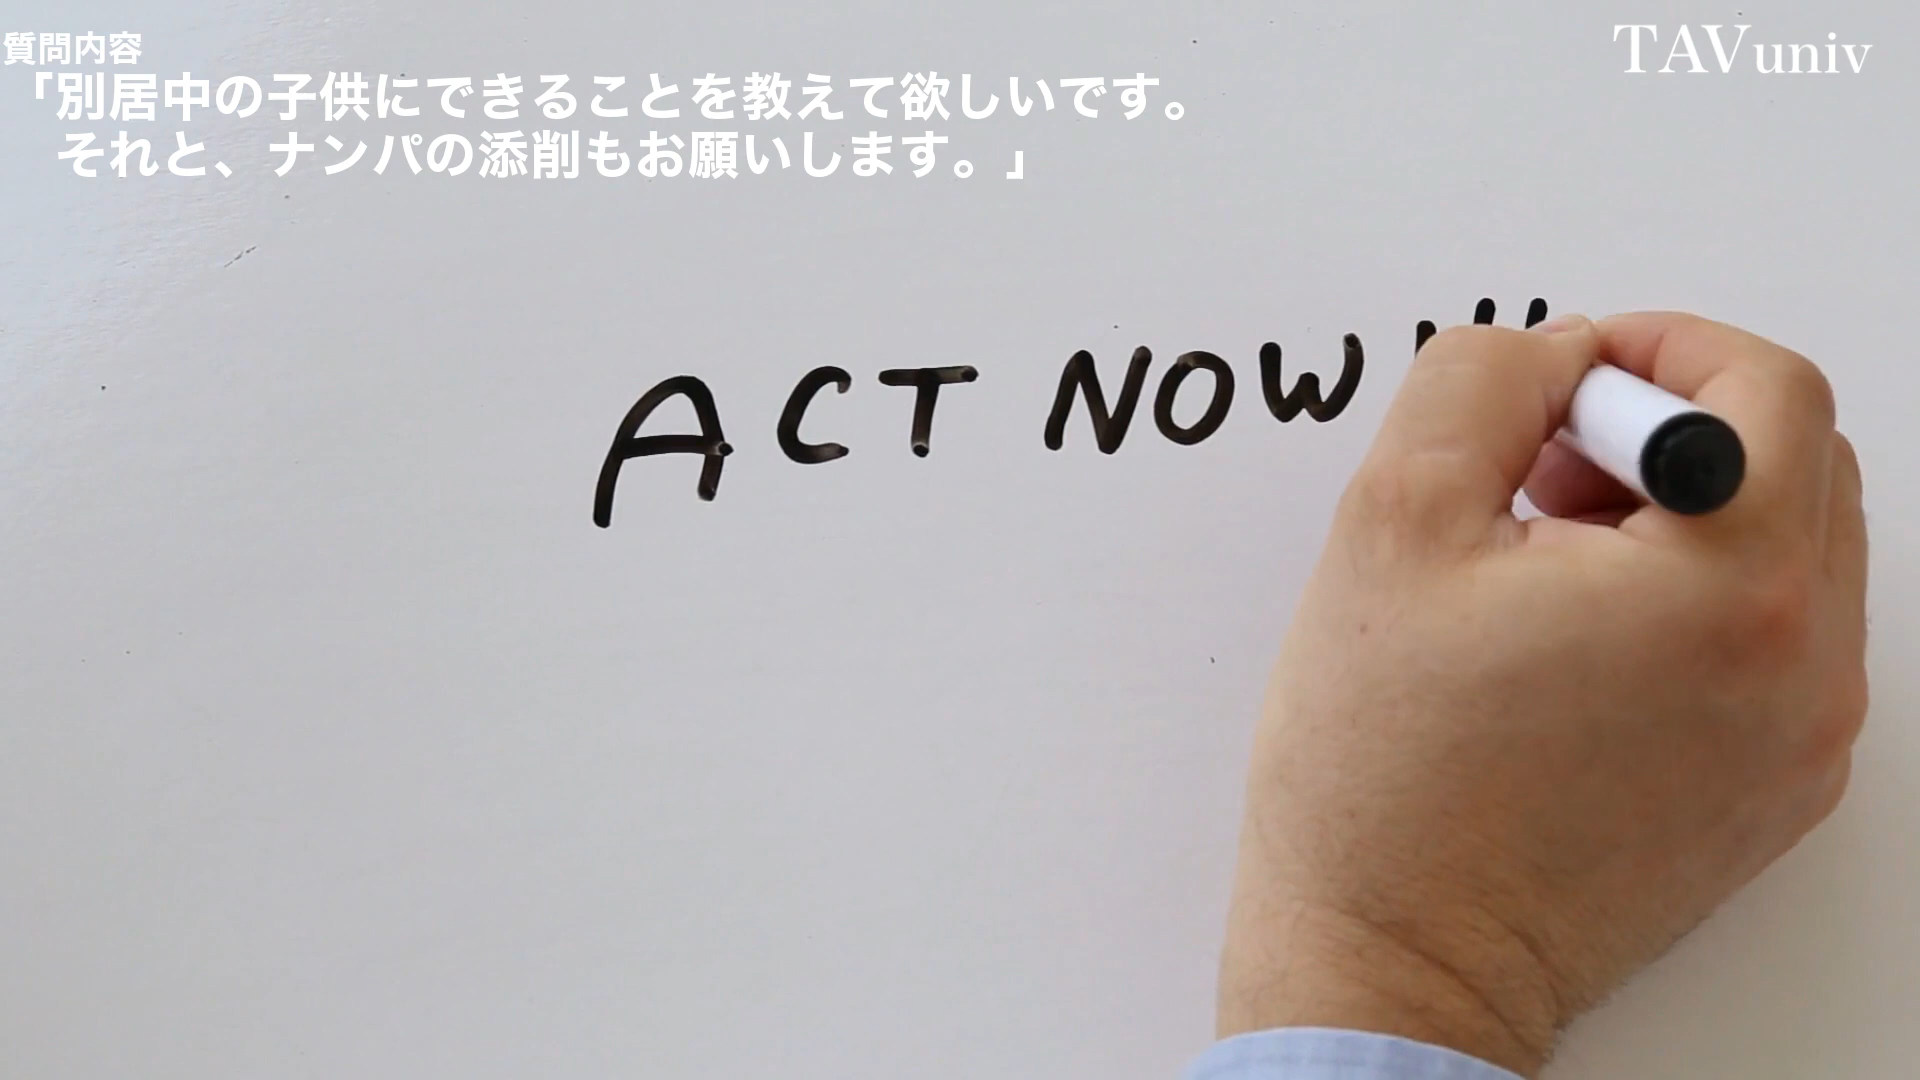 質問内容
「別居中の子供にできることを教えて欲しいです。
それと、ナンパの添削もお願いします。」
TAVuniv
ACT NOW !!!